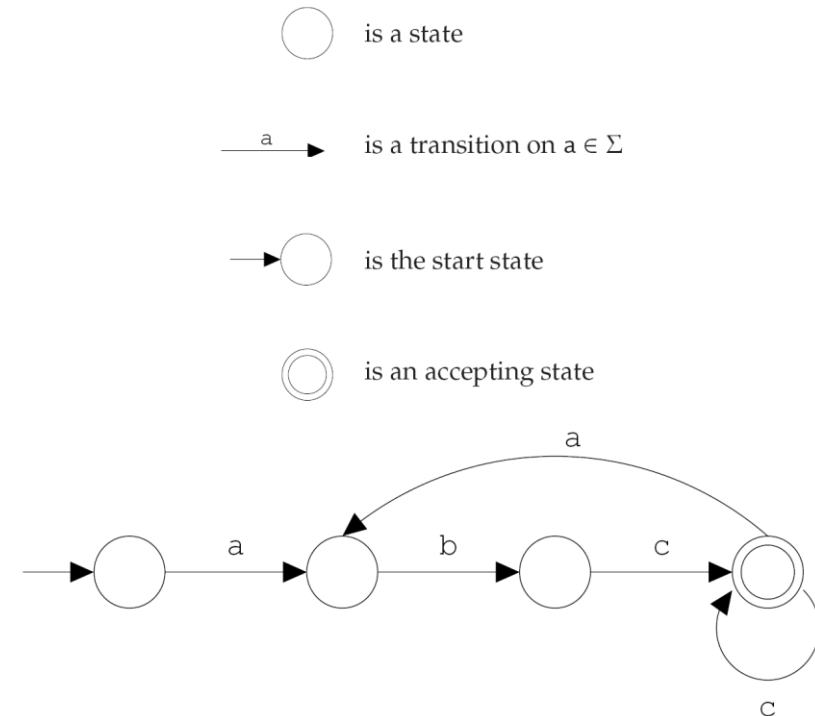 is a state
a
is a transition on a ∈ Σ
is the start state
is an accepting state
a
a
b
c
c